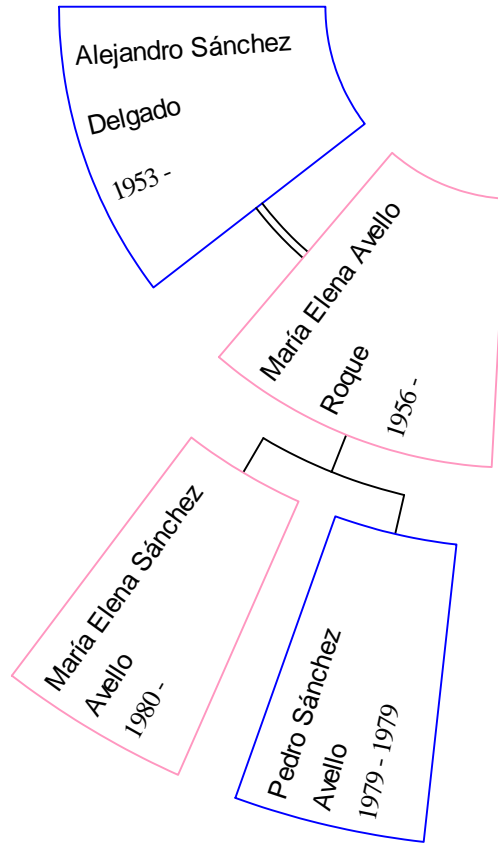 Alejandro Sánchez
Delgado
1953 -
María Elena Avello
Roque
1956 -
María Elena Sánchez
Avello
1980 -
Pedro Sánchez
Avello
1979 - 1979